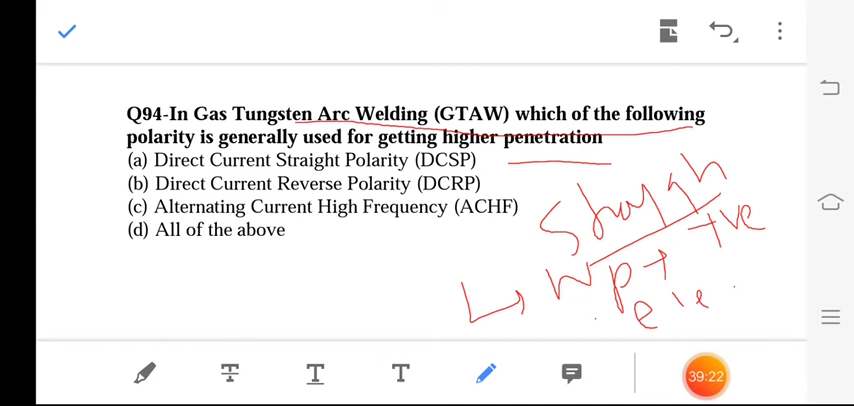 Q94-In Gas Tungsten Arc Welding (GTAW) which of the following
polarity is generally used for getting higher penetration
(a) Direct Current Straight Polarity (DCSP)
(b) Direct Current Reverse Polarity (DCRP)
(c) Alternating Current High Frequency (ACHF)
(d) All of the above
+ve
Wp +
T T T
39:22